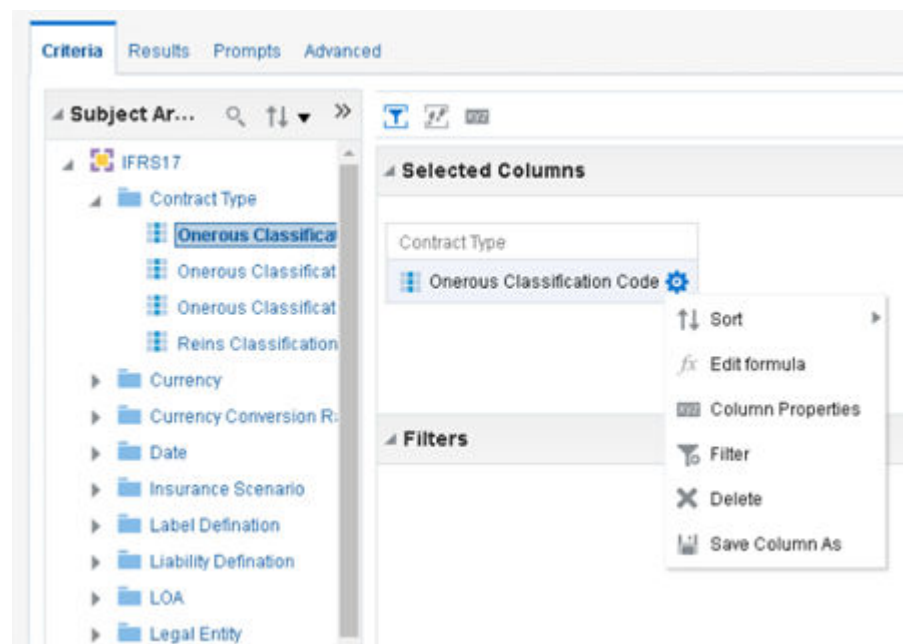 Criteria Results Prompts Advanced
Subject Ar...
IFRS17
Contract Type
Onerous Classifica
Onerous Classificat
Onerous Classificat
Reins Classification
Currency
Currency Conversion Ra
Date
Insurance Scenario
Label Defination
Liability Defination
LOA
Legal Entity
Selected Columns
Contract Type
Onerous Classification Code
Sort
Edit formula
Column Properties
Filter
Delete
Save Column As
Filters